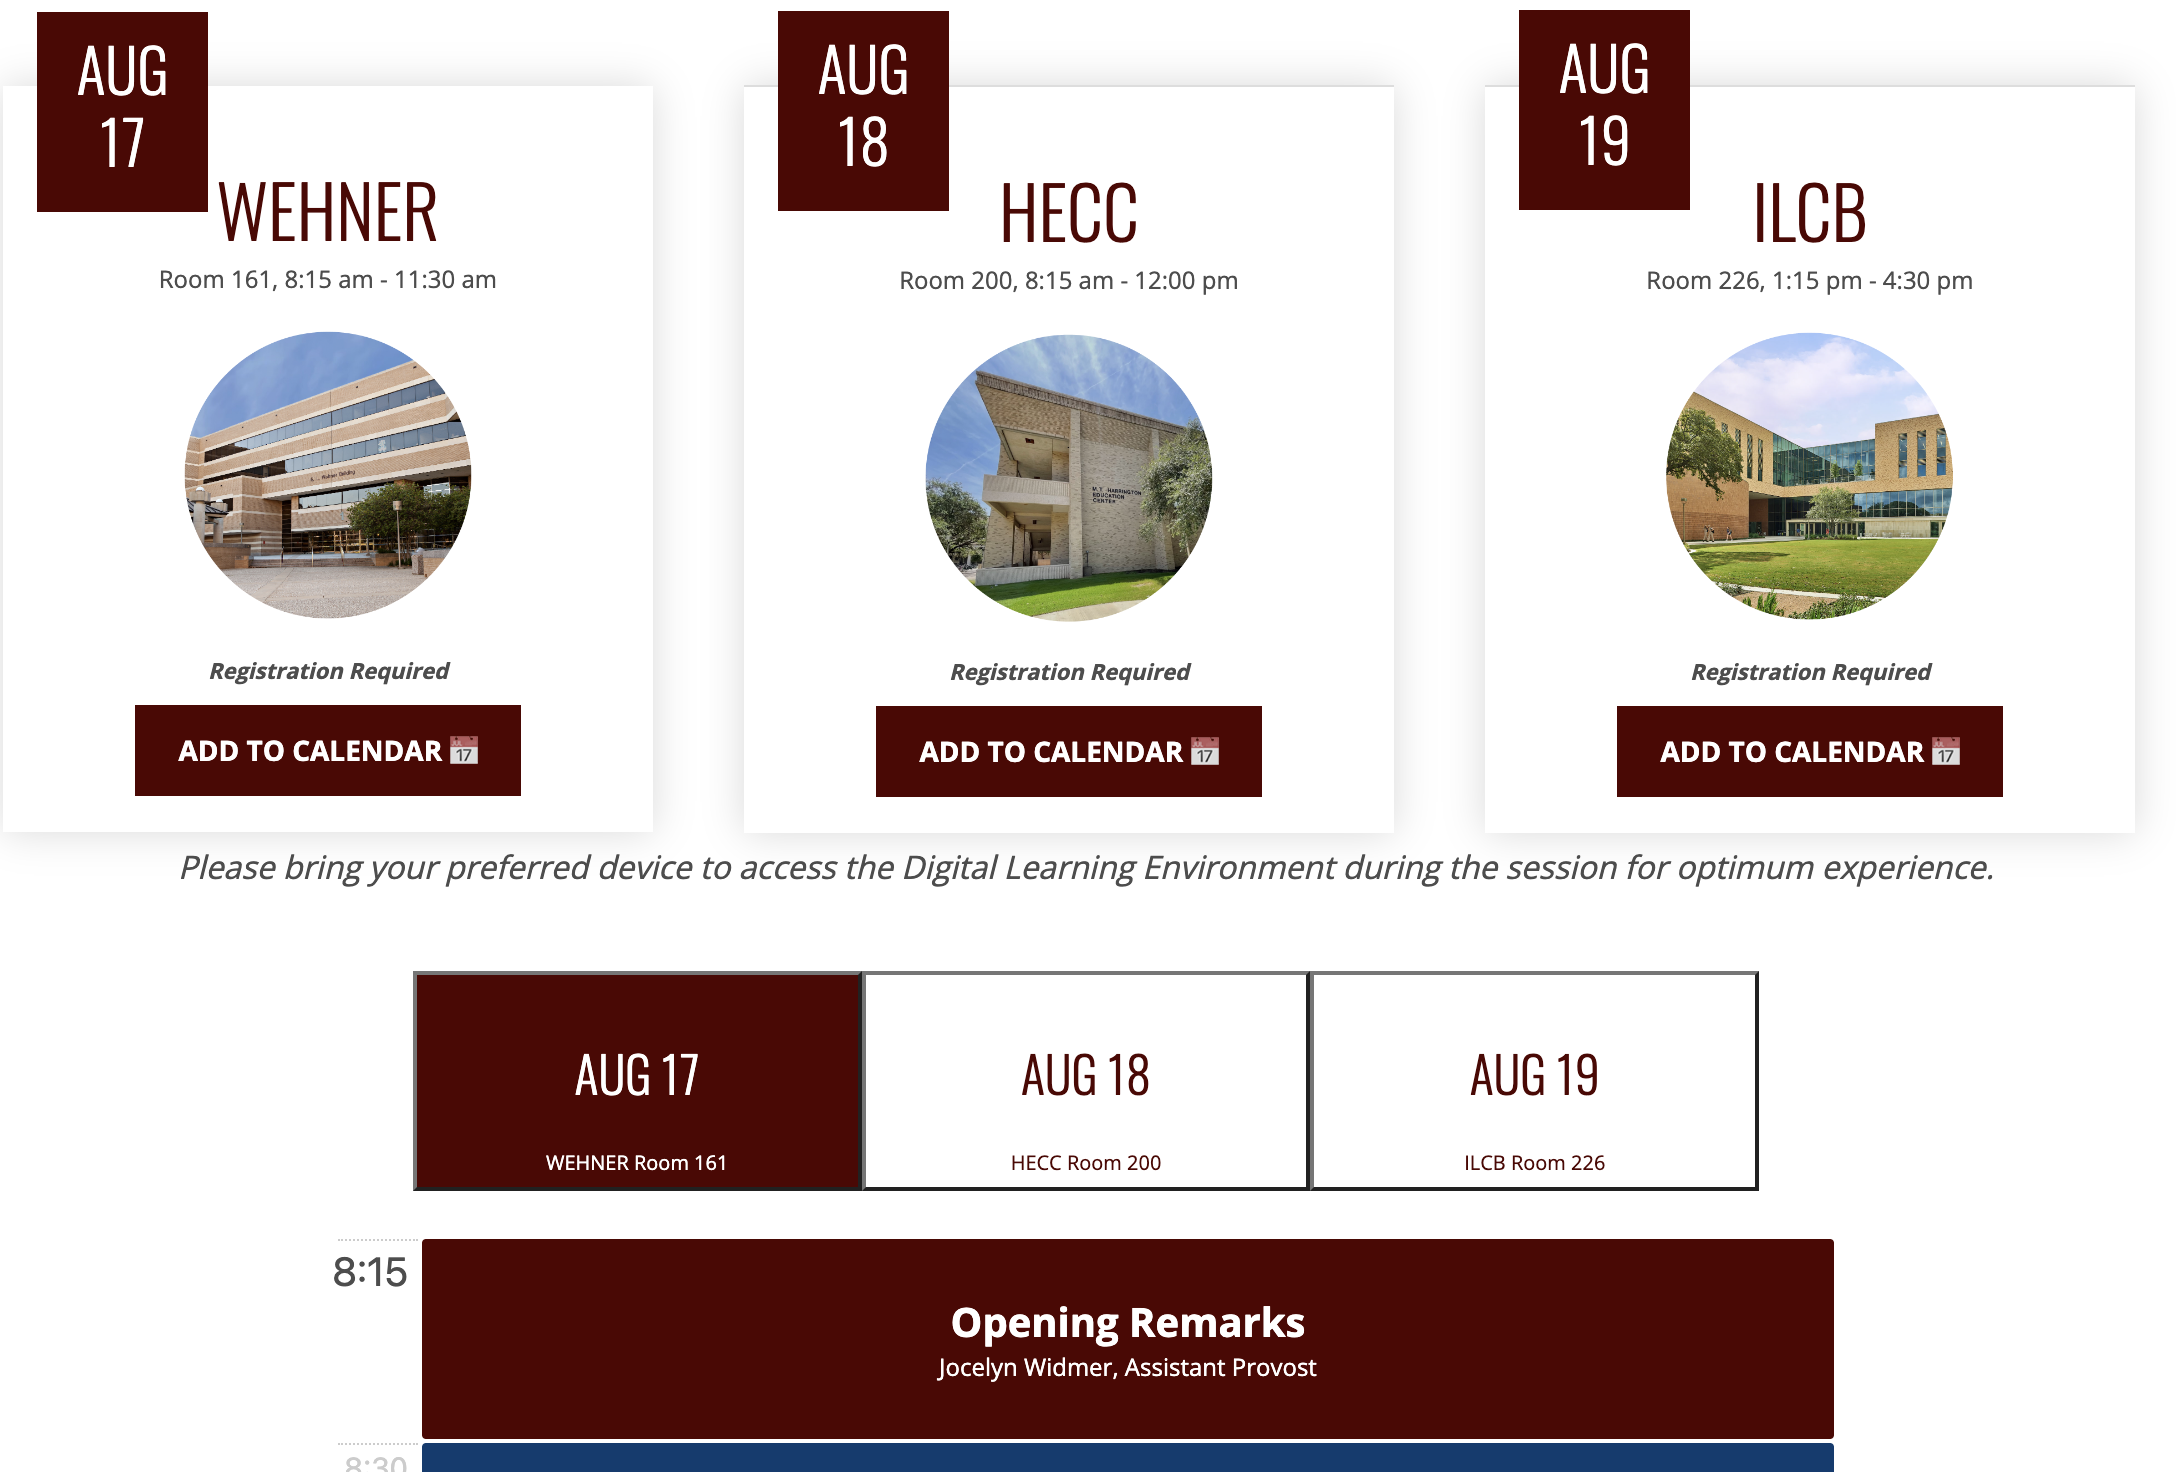 AUG
17
WEHNER
Room 161, 8:15 am - 11:30 am
Registration Required
ADD TO CALENDAR
AUG
18
HECC
Room 200, 8:15 am - 12:00 pm
M.T. HARRINGTON
EDUCATION
CENTER
Registration Required
ADD TO CALENDAR
AUG
19
ILCB
Room 226, 1:15 pm - 4:30 pm
Registration Required
ADD TO CALENDAR
Please bring your preferred device to access the Digital Learning Environment during the session for optimum experience.
AUG 17
WEHNER Room 161
AUG 18
HECC Room 200
AUG 19
ILCB Room 226
8:15
Opening Remarks
Jocelyn Widmer, Assistant Provost
8:30